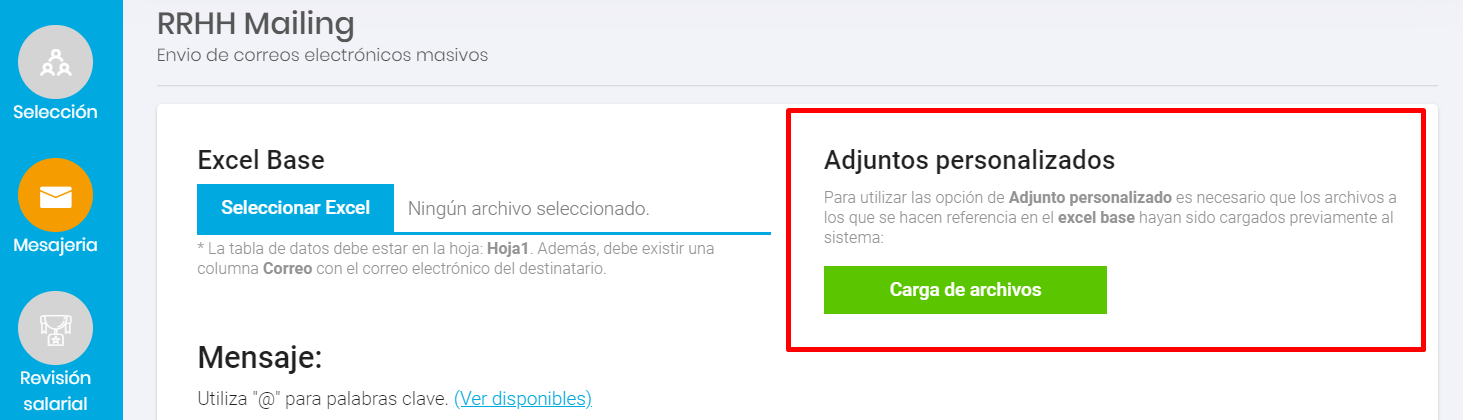 RRHH Mailing
Envio de correos electrónicos masivos
Selección
Mesajeria
Revisión
salarial
Excel Base
Seleccionar Excel
Ningún archivo seleccionado.
* La tabla de datos debe estar en la hoja: Hoja1. Además, debe existir una
columna Correo con el correo electrónico del destinatario.
Adjuntos personalizados
Para utilizar las opción de Adjunto personalizado es necesario que los archivos a
los que se hacen referencia en el excel base hayan sido cargados previamente al
sistema:
Carga de archivos
Mensaje:
Utiliza "@" para palabras clave. (Ver disponibles)